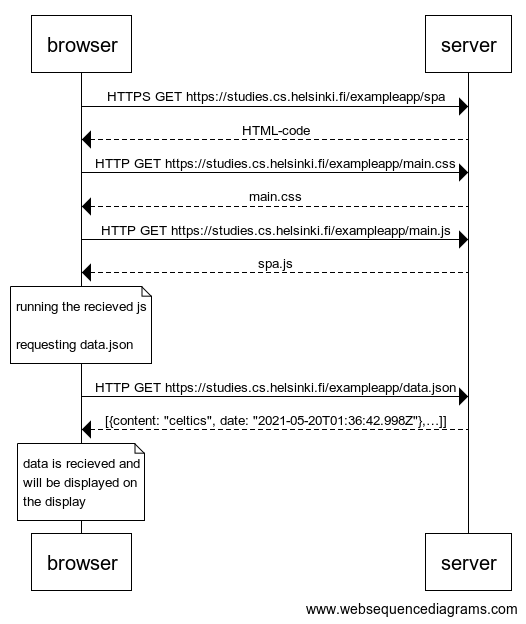 browser
server
HTTPS GET https://studies.cs.helsinki.fi/exampleapp/spa
HTML-code
HTTP GET https://studies.cs.helsinki.fi/exampleapp/main.css
main.css
HTTP GET https://studies.cs.helsinki.fi/exampleapp/main.js
spa.js
running the recieved js
requesting data.json
HTTP GET https://studies.cs.helsinki.fi/exampleapp/data.json
[{content: "celtics", date: "2021-05-20T01:36:42.998Z"},...]]
data is recieved and
will be displayed on
the display
browser
server
www.websequencediagrams.com